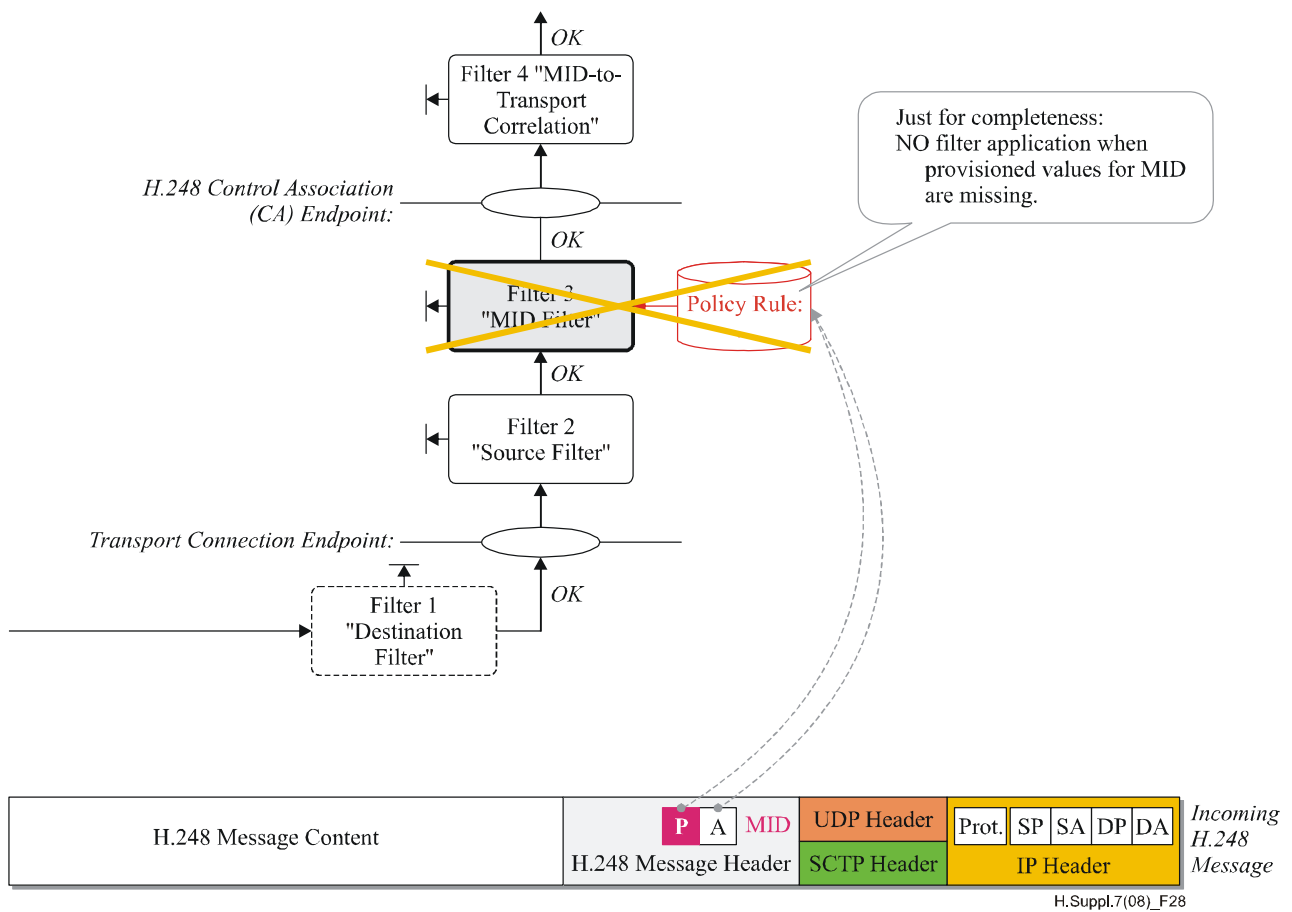 OK
Filter 4 "MID-to-
Transport
Correlation"
Just for completeness:
NO filter application when
provisioned values for MID
are missing.
H.248 Control Association
(CA) Endpoint:
OK
Filter 3
"MID Filter"
Policy Rule:
OK
Filter 2
"Source Filter"
Transport Connection Endpoint:
OK
Filter 1
"Destination
Filter"
H.248 Message Content
P A MID
H.248 Message Header
UDP Header
SCTP Header
Prot. SP SA DP DA
IP Header
Incoming
H.248
Message
H.Suppl.7(08)_F28